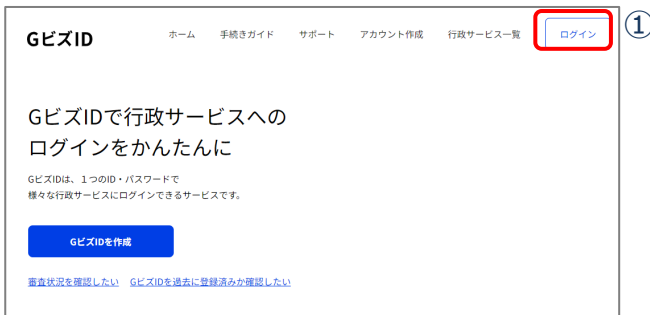 GビズID
ホーム 手続きガイド サポート アカウント作成 行政サービス一覧 ログイン ①
GビズIDで行政サービスへの
ログインをかんたんに
GビズIDは、１つのID・パスワードで
様々な行政サービスにログインできるサービスです。
GビズIDを作成
審査状況を確認したい GビズIDを過去に登録済みか確認したい